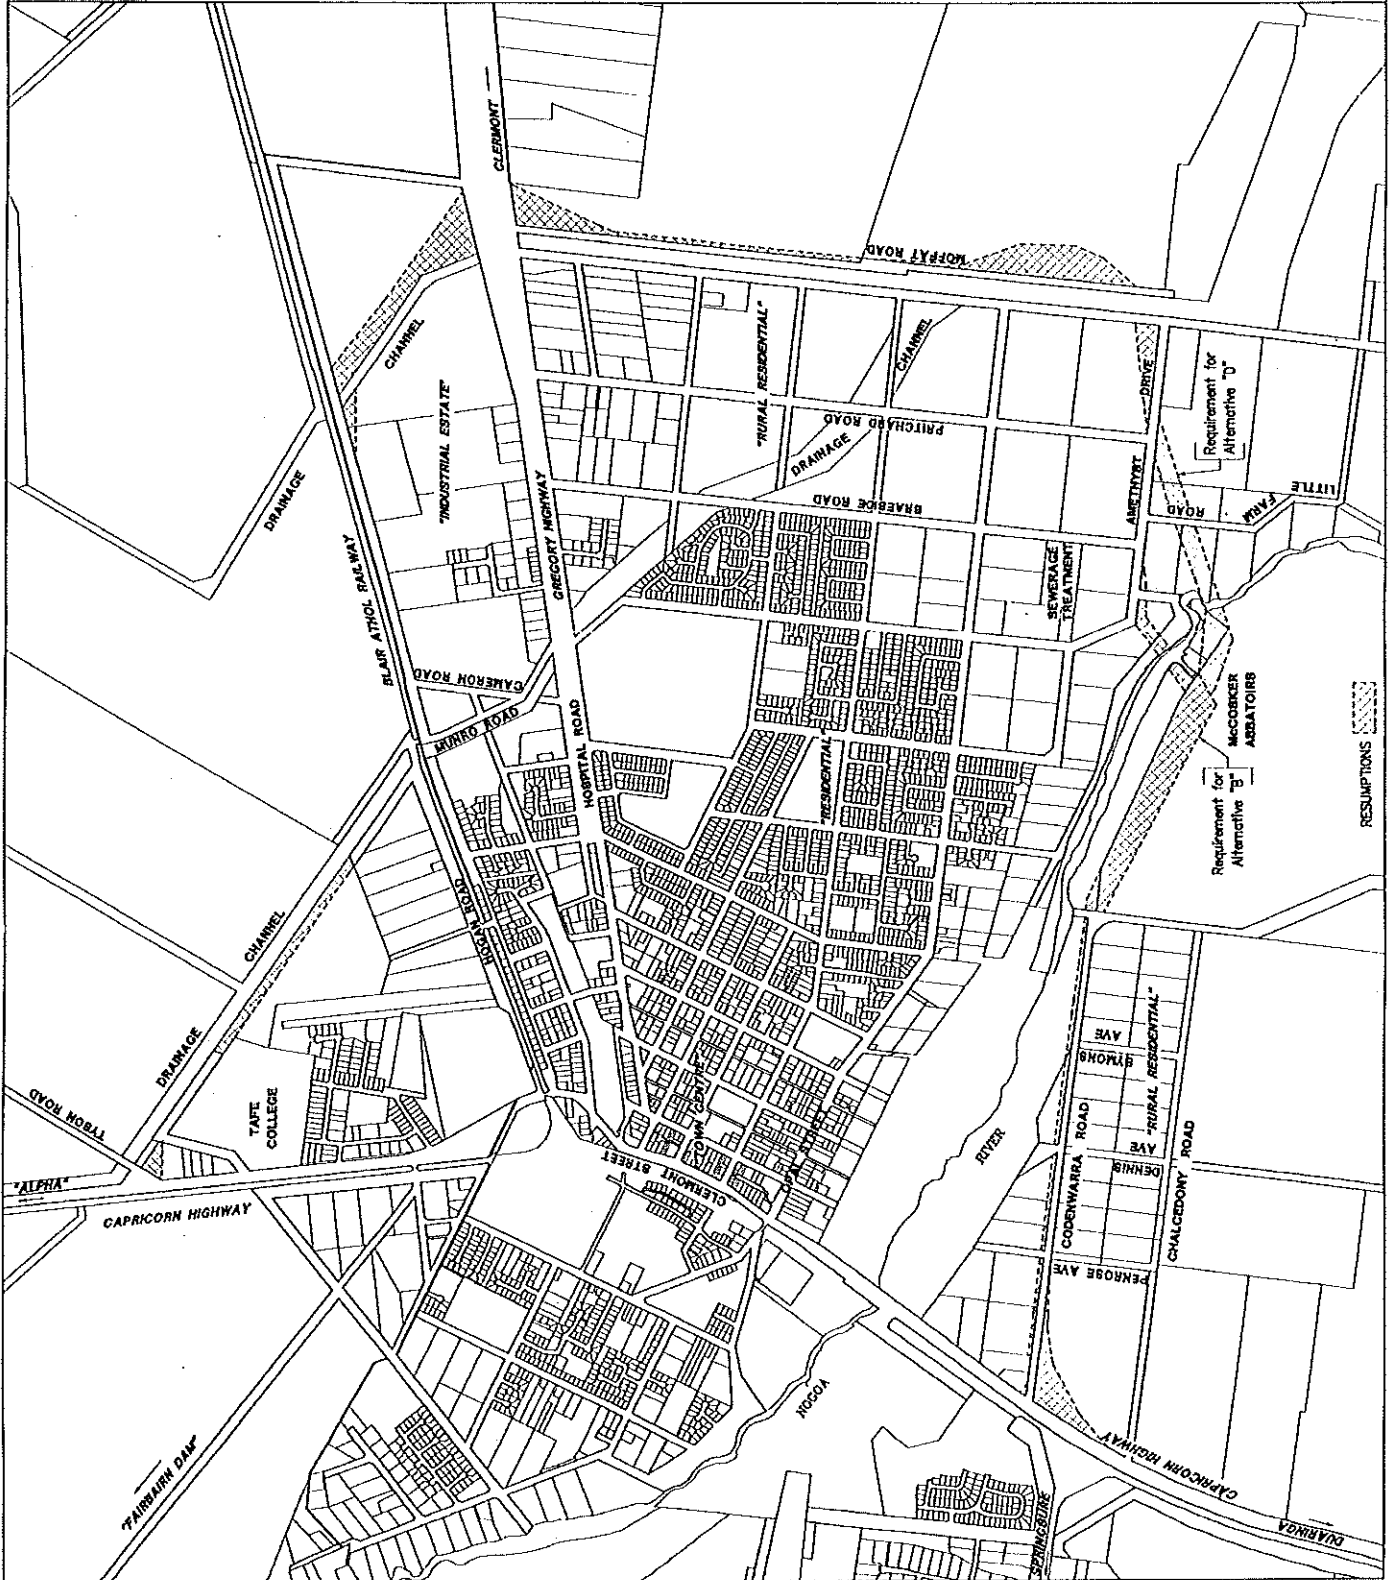 CLERMONT
MOFFAT ROAD
CHANNEL
"INDUSTRIAL ESTATE"
"RURAL RESIDENTIAL"
CHANNEL
DRIVE
Requirement for
Alternative "D"
PRITCHARD ROAD
DRAINAGE
DRAINAGE
GREGORY HIGHWAY
BRAESIDE ROAD
AMETHYST
ROAD
FARM
LITTLE
BLAIR ATHOL RAILWAY
SEWERAGE
TREATMENT
CAMERON ROAD
MUNRO ROAD
HOSPITAL ROAD
"RESIDENTIAL"
McCOSKER
ABBATOIRS
Requirement for
Alternative "B"
RESUMPTIONS
HOGAN ROAD
CHANNEL
DRAINAGE
TYSON ROAD
TAFE
COLLEGE
"TOWN CENTRE"
OPAL STREET
CLERMONT STREET
RIVER
SYMONS
AVE
"RURAL RESIDENTIAL"
DENNIS
AVE
CODENWARRA ROAD
CHALCEDONY ROAD
PENROSE AVE
"ALPHA"
CAPRICORN HIGHWAY
NOGOA
"FAIRBAIRN DAM"
CAPRICORN HIGHWAY
SPRINGSURE
DUARINGA